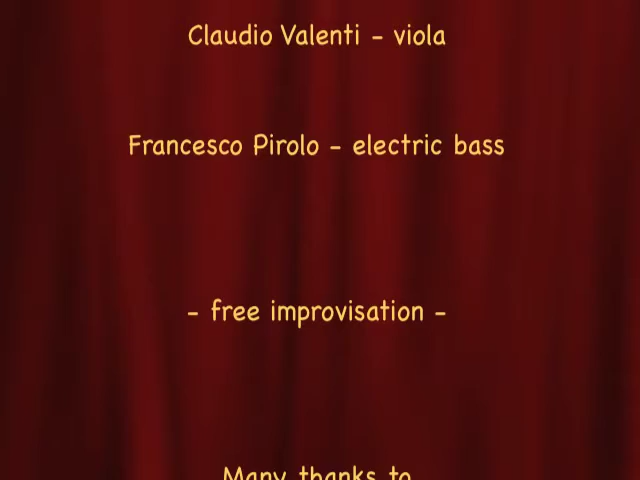 Claudio Valenti - viola
Francesco Pirolo - electric bass
- free improvisation -
Many thanks to